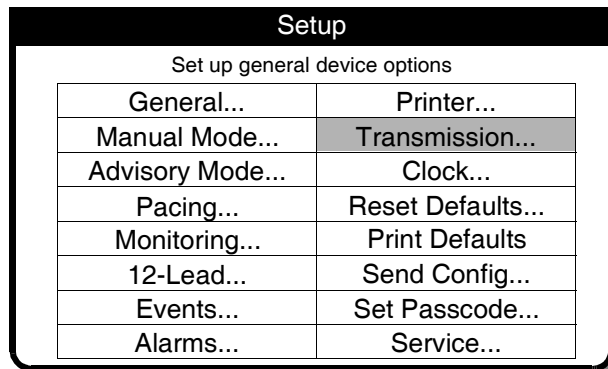 Setup
Set up general device options
General... Printer...
Manual Mode... Transmission...
Advisory Mode... Clock...
Pacing... Reset Defaults...
Monitoring... Print Defaults
12-Lead... Send Config...
Events... Set Passcode...
Alarms... Service...